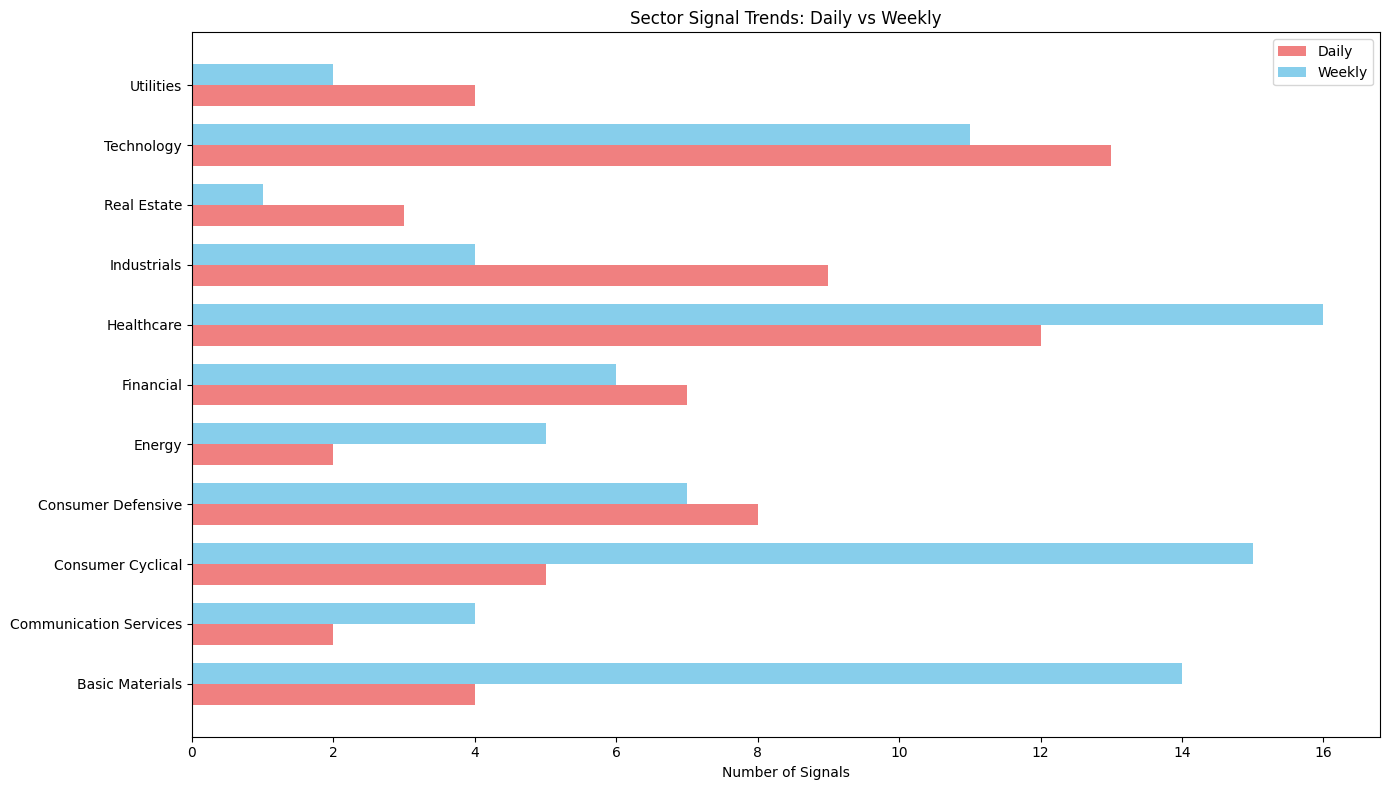 Sector Signal Trends: Daily vs Weekly
Daily
Weekly
Utilities
Technology
Real Estate
Industrials
Healthcare
Financial
Energy
Consumer Defensive
Consumer Cyclical
Communication Services
Basic Materials
0 2 4 6 8 10 12 14 16
Number of Signals